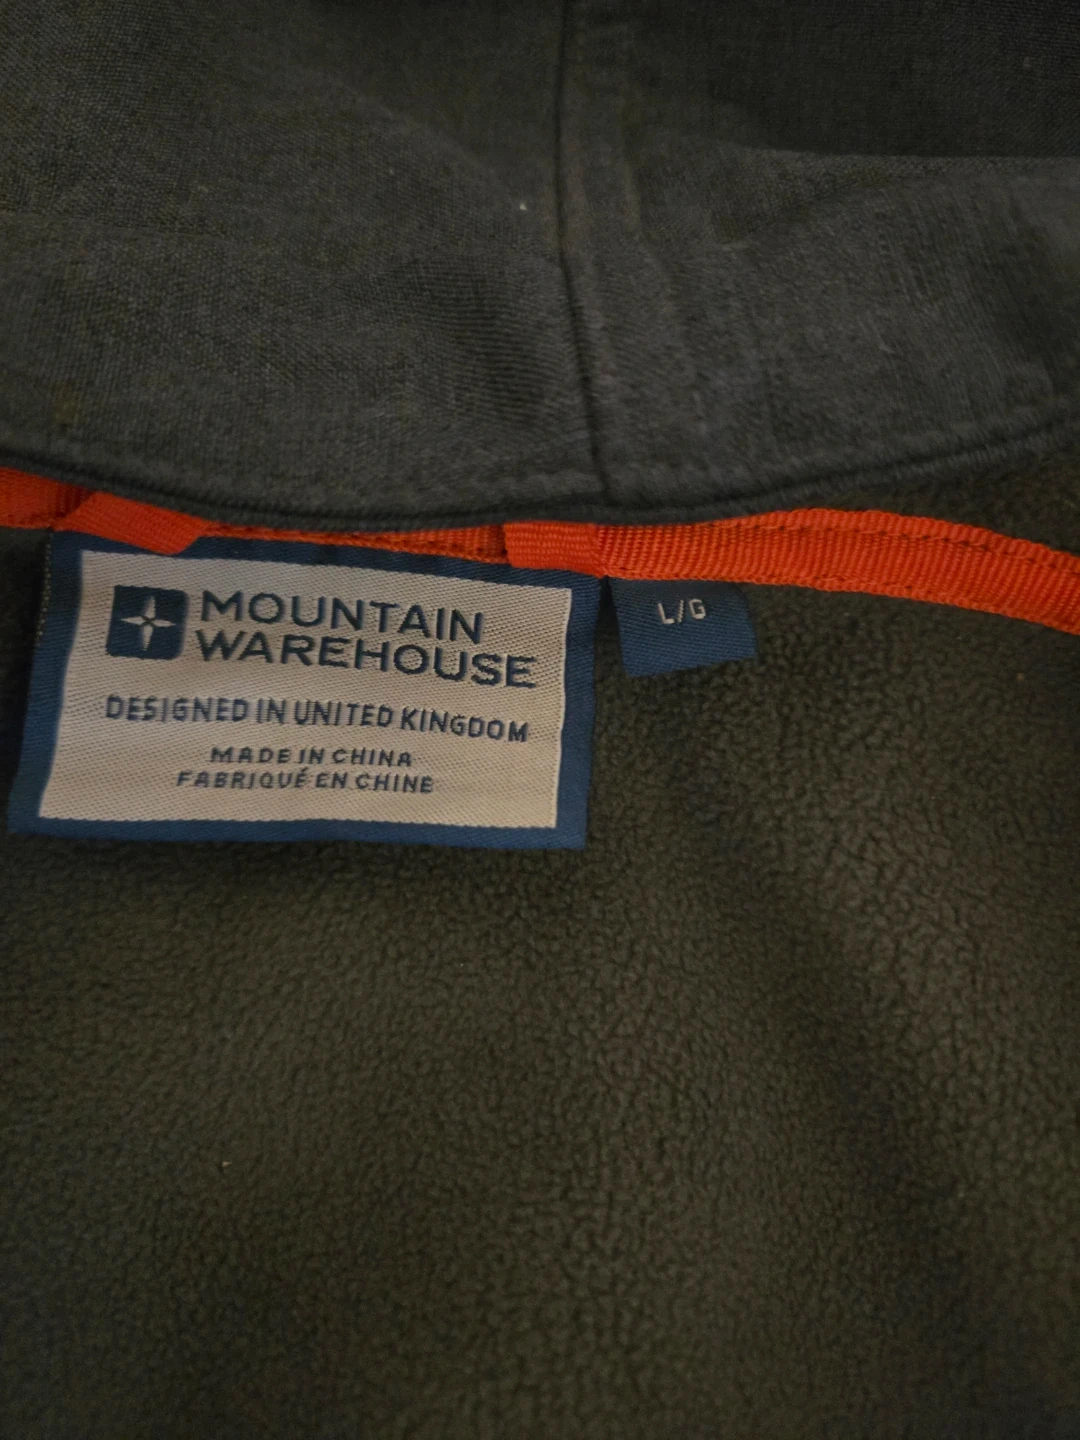 MOUNTAIN
WAREHOUSE
DESIGNED IN UNITED KINGDOM
MADE IN CHINA
FABRIQUÉ EN CHINE
L/G